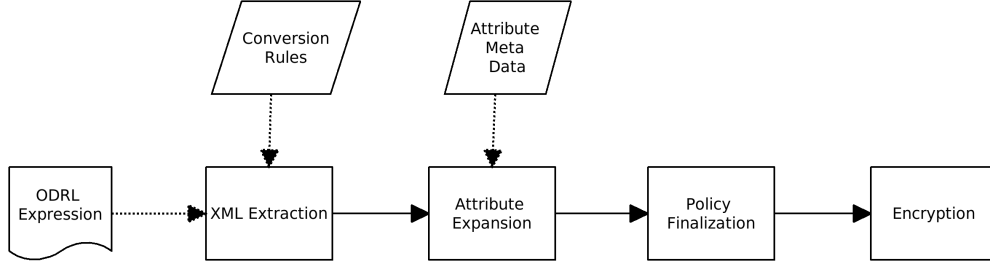 Conversion
Rules
Attribute
Meta
Data
ODRL
Expression
XML Extraction
Attribute
Expansion
Policy
Finalization
Encryption